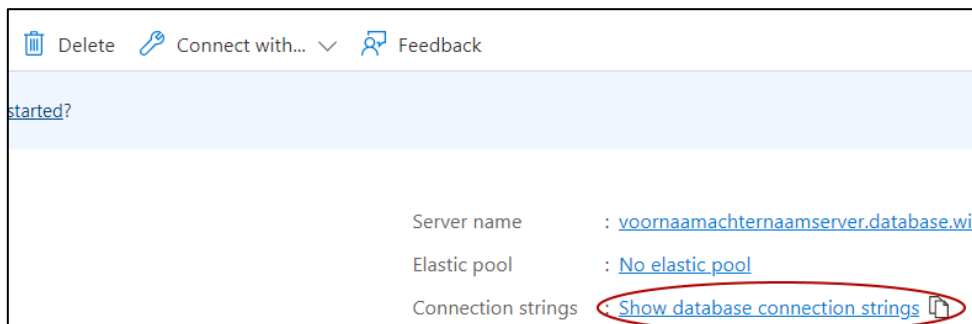 Delete Connect with... Feedback
started?
Server name : voornaamachternaamserver.database.wi
Elastic pool : No elastic pool
Connection strings : Show database connection strings